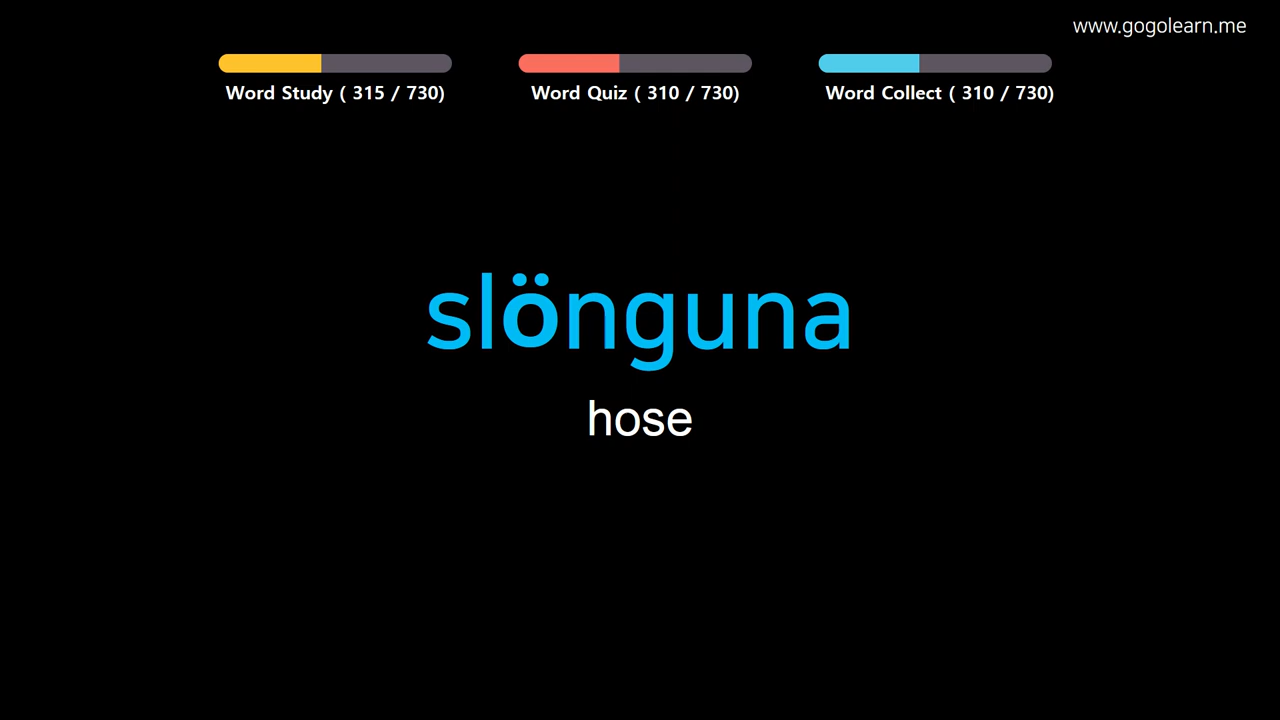 www.gogolearn.me
Word Study ( 315 / 730)
Word Quiz ( 310 / 730)
Word Collect ( 310 / 730)
slönguna
hose